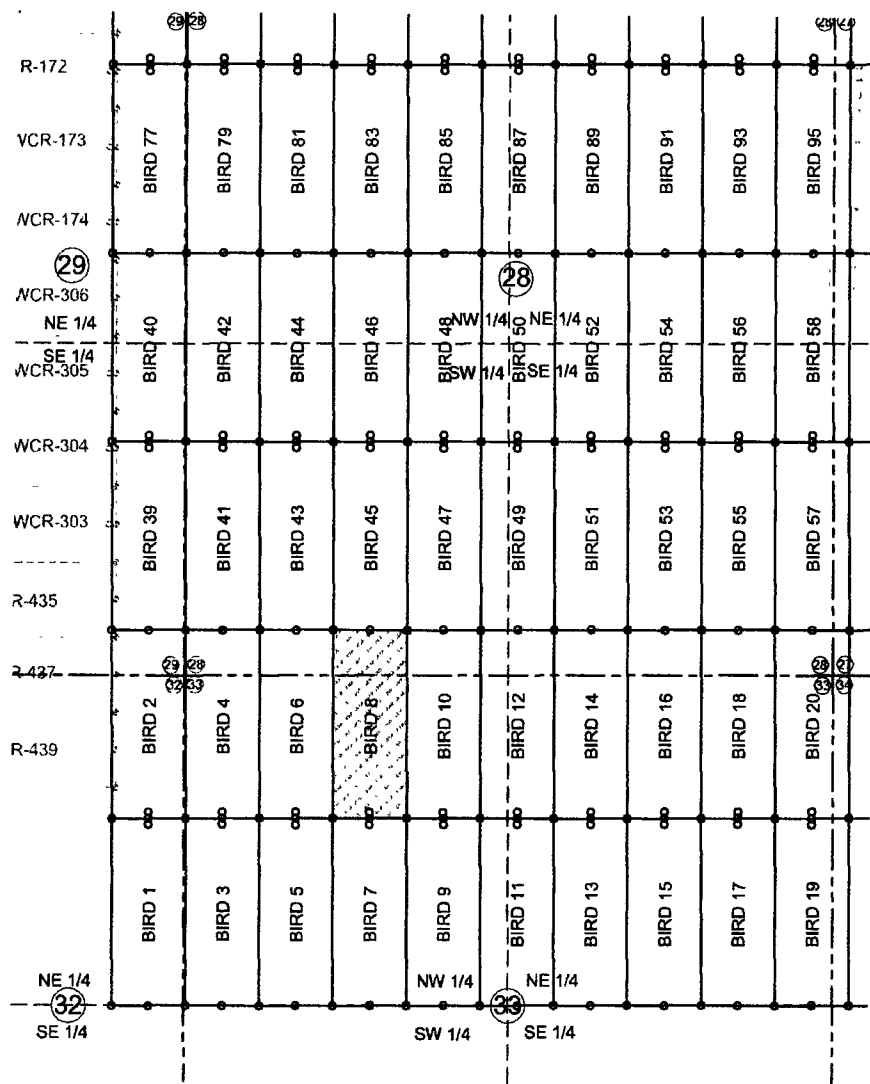 29 28 28 27
R-172
VCR-173
BIRD 77 BIRD 79 BIRD 81 BIRD 83 BIRD 85 BIRD 87 BIRD 89 BIRD 91 BIRD 93 BIRD 95
WCR-174
29 28
WCR-306
NE 1/4 NW 1/4 NE 1/4
BIRD 40 BIRD 42 BIRD 44 BIRD 46 BIRD 48 BIRD 50 BIRD 52 BIRD 54 BIRD 56 BIRD 58
SE 1/4 SW 1/4 SE 1/4
WCR-305
WCR-304
WCR-303
BIRD 39 BIRD 41 BIRD 43 BIRD 45 BIRD 47 BIRD 49 BIRD 51 BIRD 53 BIRD 55 BIRD 57
R-435
29 28 28 27
R-437
32 33 33 34
BIRD 2 BIRD 4 BIRD 6 BIRD 8 BIRD 10 BIRD 12 BIRD 14 BIRD 16 BIRD 18 BIRD 20
R-439
BIRD 1 BIRD 3 BIRD 5 BIRD 7 BIRD 9 BIRD 11 BIRD 13 BIRD 15 BIRD 17 BIRD 19
NE 1/4 NW 1/4 NE 1/4
32 33
SE 1/4 SW 1/4 SE 1/4